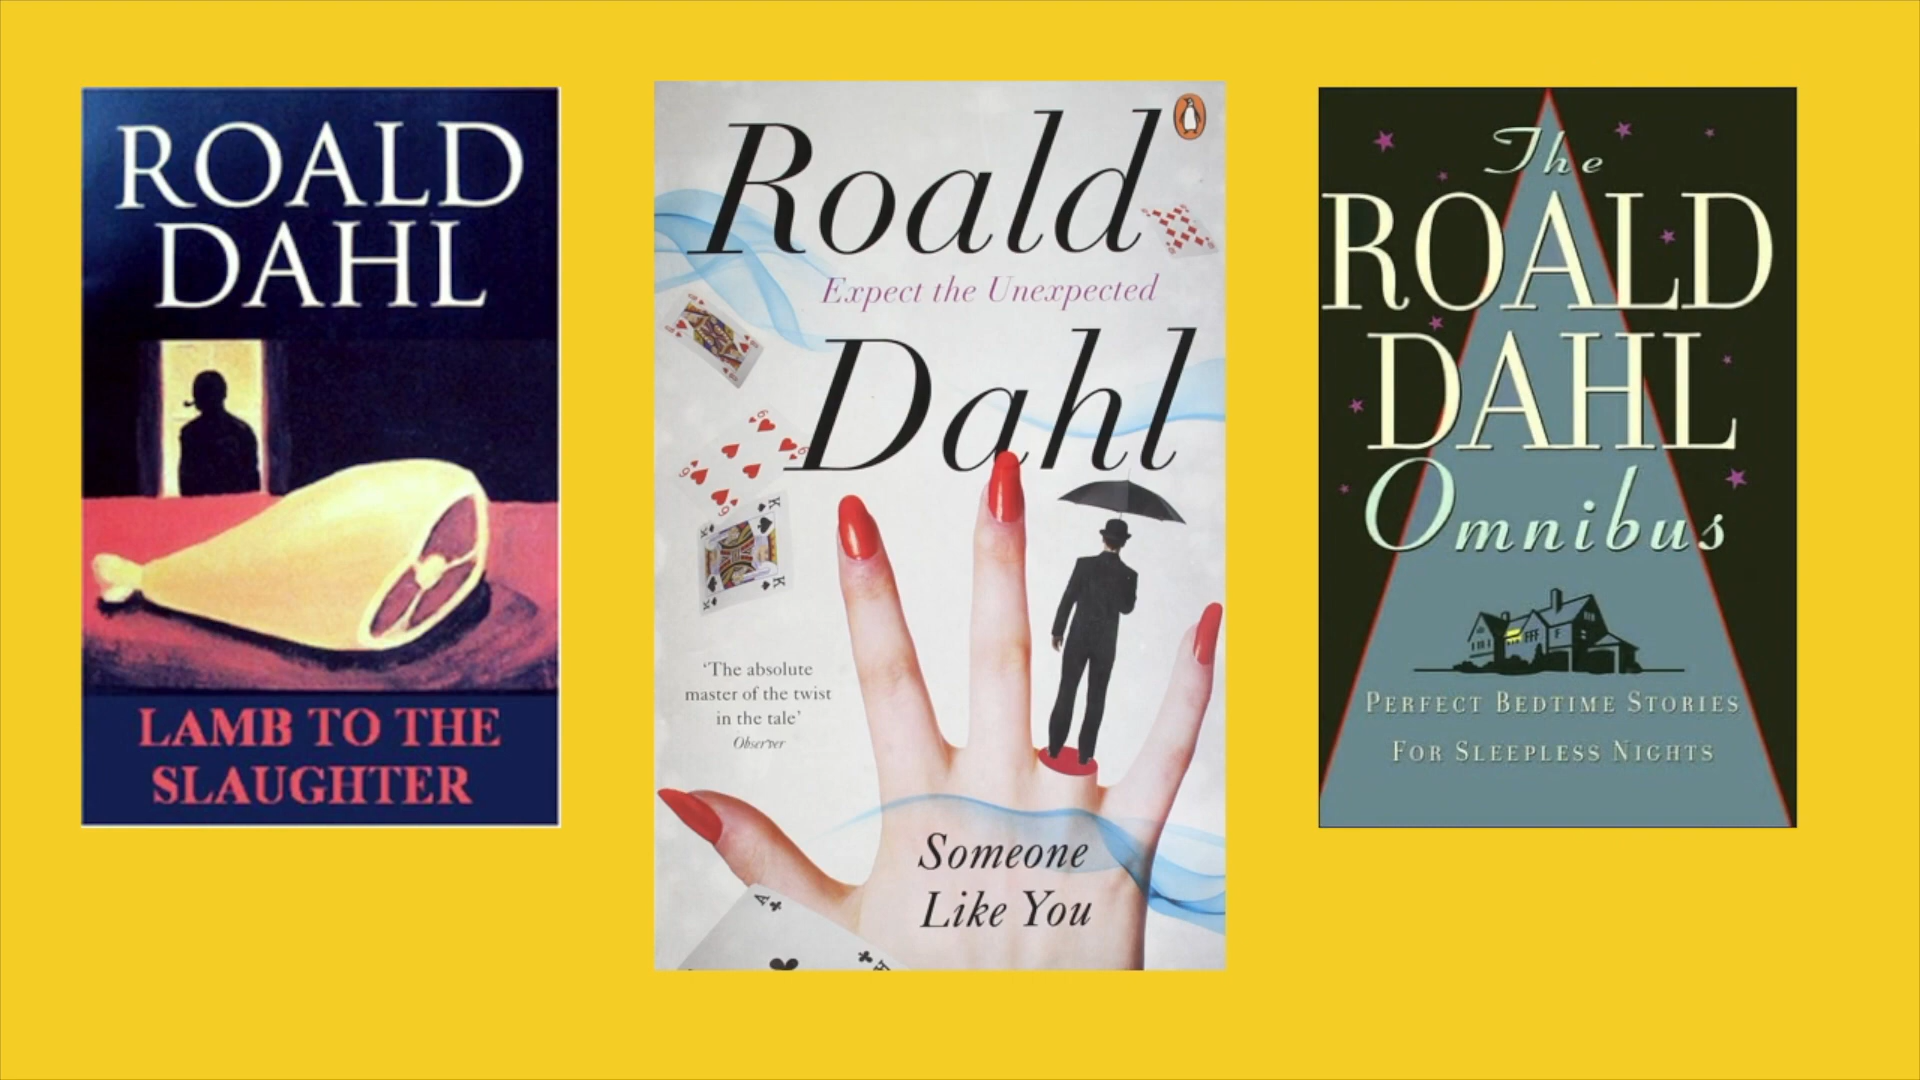 ROALD
DAHL
LAMB TO THE
SLAUGHTER
Roald
Expect the Unexpected
Dahl
‘The absolute
master of the twist
in the tale’
Observer
Someone
Like You
The
ROALD
DAHL
Omnibus
PERFECT BEDTIME STORIES
FOR SLEEPLESS NIGHTS